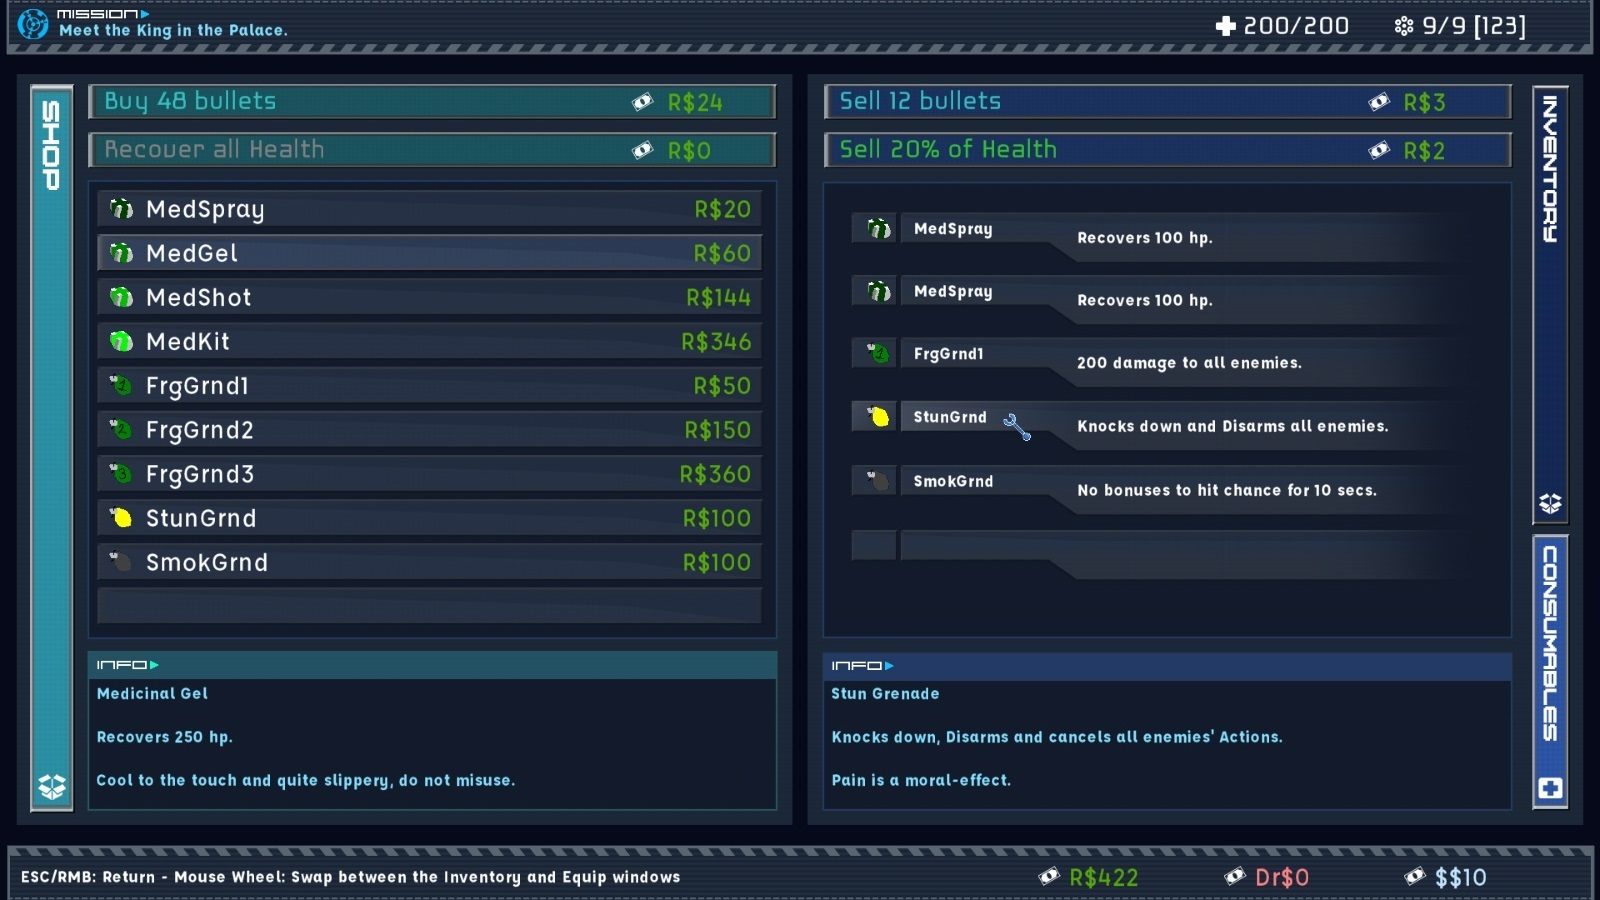 MISSION
Meet the King in the Palace.
200/200
9/9 [123]
SHOP
Buy 48 bullets R$24
Recover all Health R$0
MedSpray R$20
MedGel R$60
MedShot R$144
MedKit R$346
FrgGrnd1 R$50
FrgGrnd2 R$150
FrgGrnd3 R$360
StunGrnd R$100
SmokGrnd R$100
INFO
Medicinal Gel
Recovers 250 hp.
Cool to the touch and quite slippery, do not misuse.
Sell 12 bullets R$3
Sell 20% of Health R$2
MedSpray Recovers 100 hp.
MedSpray Recovers 100 hp.
FrgGrnd1 200 damage to all enemies.
StunGrnd Knocks down and Disarms all enemies.
SmokGrnd No bonuses to hit chance for 10 secs.
INFO
Stun Grenade
Knocks down, Disarms and cancels all enemies' Actions.
Pain is a moral-effect.
INVENTORY
CONSUMABLES
ESC/RMB: Return - Mouse Wheel: Swap between the Inventory and Equip windows
R$422
Dr$0
$$10